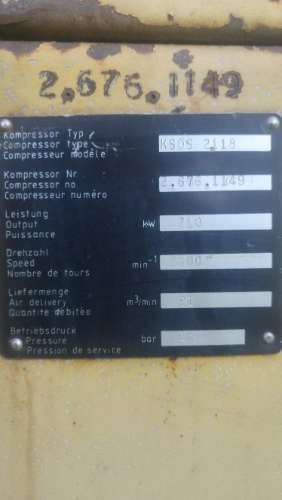 2.676.1149
Kompressor Typ
Compressor type KSOS 2118
Compresseur modèle
Kompressor Nr
Compressor no 2.676.1149
Compresseur numéro
Leistung
Output kW 210
Puissance
Drehzahl
Speed min⁻¹
Nombre de tours
Liefermenge
Air delivery m³/min 21
Quantité débitée
Betriebsdruck
Pressure bar
Pression de service